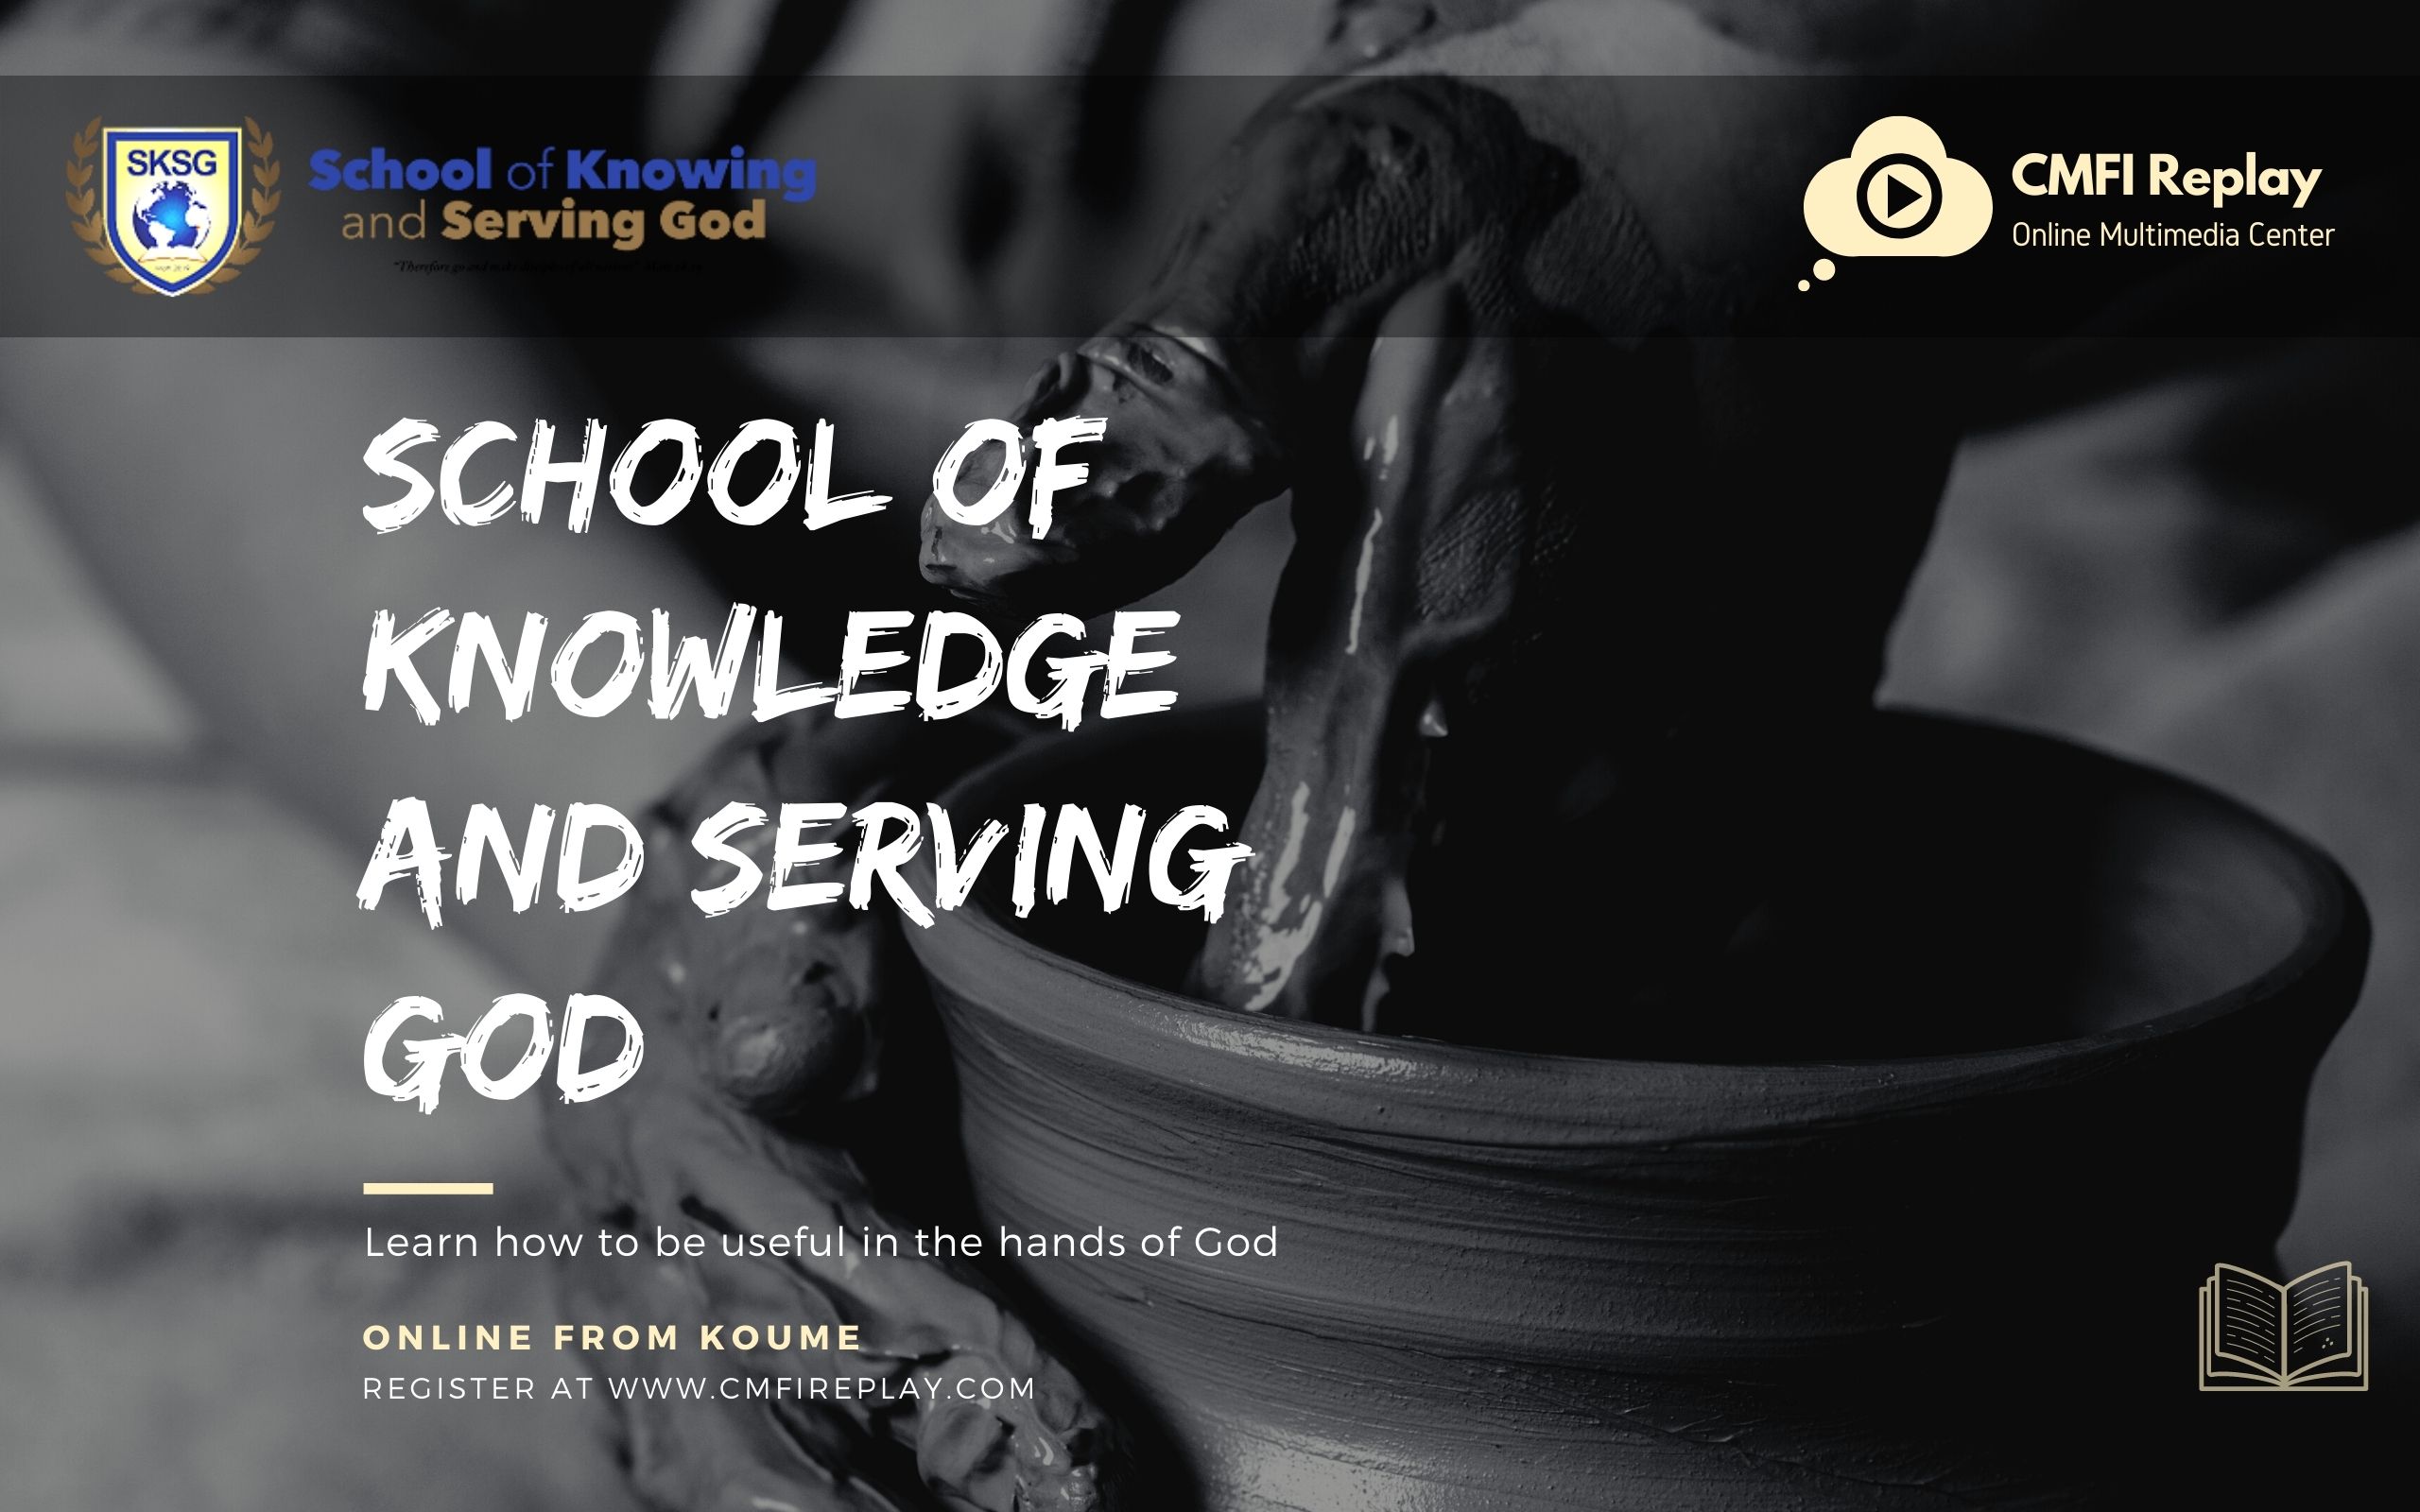 SKSG
School of Knowing
and Serving God
CMFI Replay
Online Multimedia Center
SCHOOL OF
KNOWLEDGE
AND SERVING
GOD
Learn how to be useful in the hands of God
ONLINE FROM KOUME
REGISTER AT WWW.CMFIREPLAY.COM